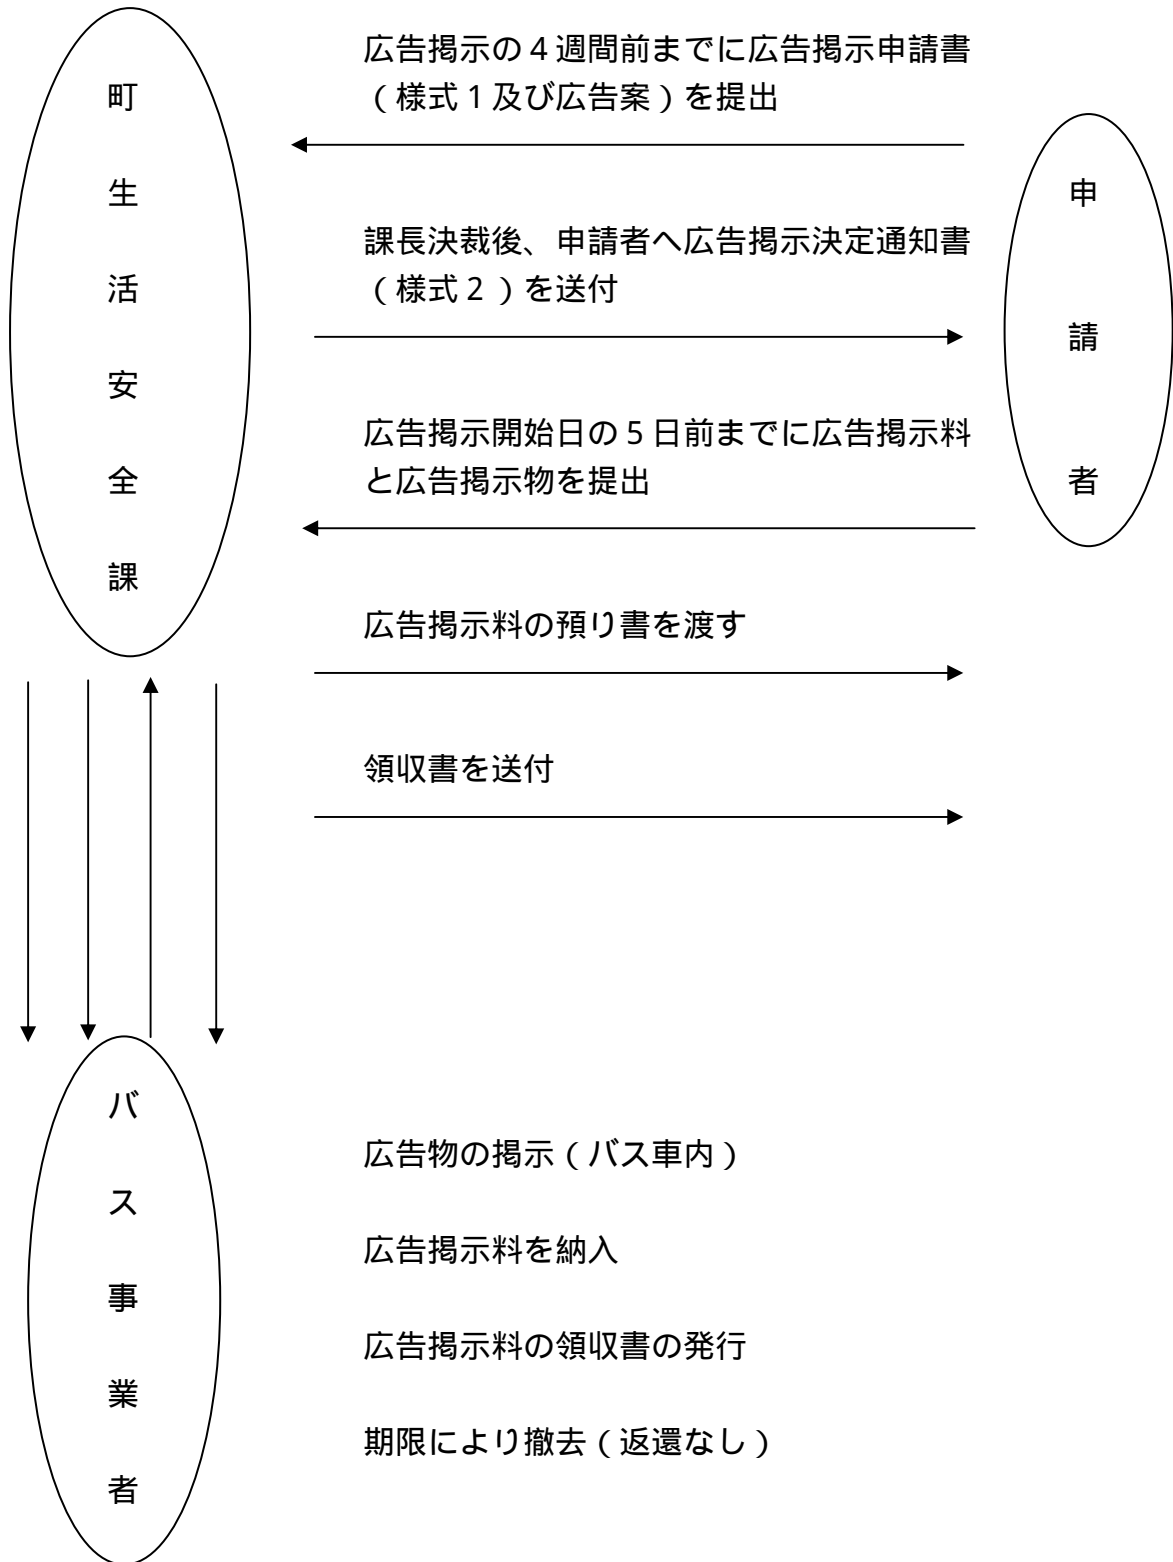 町生活安全課
広告掲示の4週間前までに広告掲示申請書
（様式1及び広告案）を提出
申請者
課長決裁後、申請者へ広告掲示決定通知書
（様式2）を送付
広告掲示開始日の5日前までに広告掲示料
と広告掲示物を提出
広告掲示料の預り書を渡す
領収書を送付
バス事業者
広告物の掲示（バス車内）
広告掲示料を納入
広告掲示料の領収書の発行
期限により撤去（返還なし）